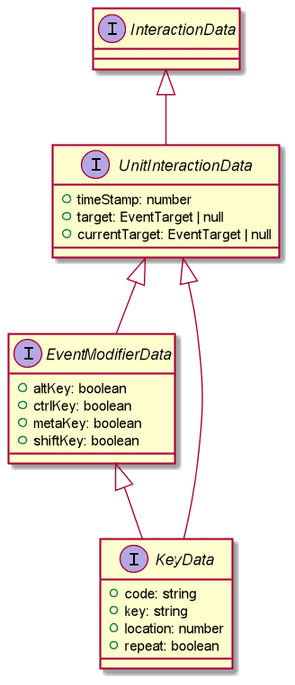 I InteractionData
I UnitInteractionData
timeStamp: number
target: EventTarget | null
currentTarget: EventTarget | null
I EventModifierData
altKey: boolean
ctrlKey: boolean
metaKey: boolean
shiftKey: boolean
I KeyData
code: string
key: string
location: number
repeat: boolean